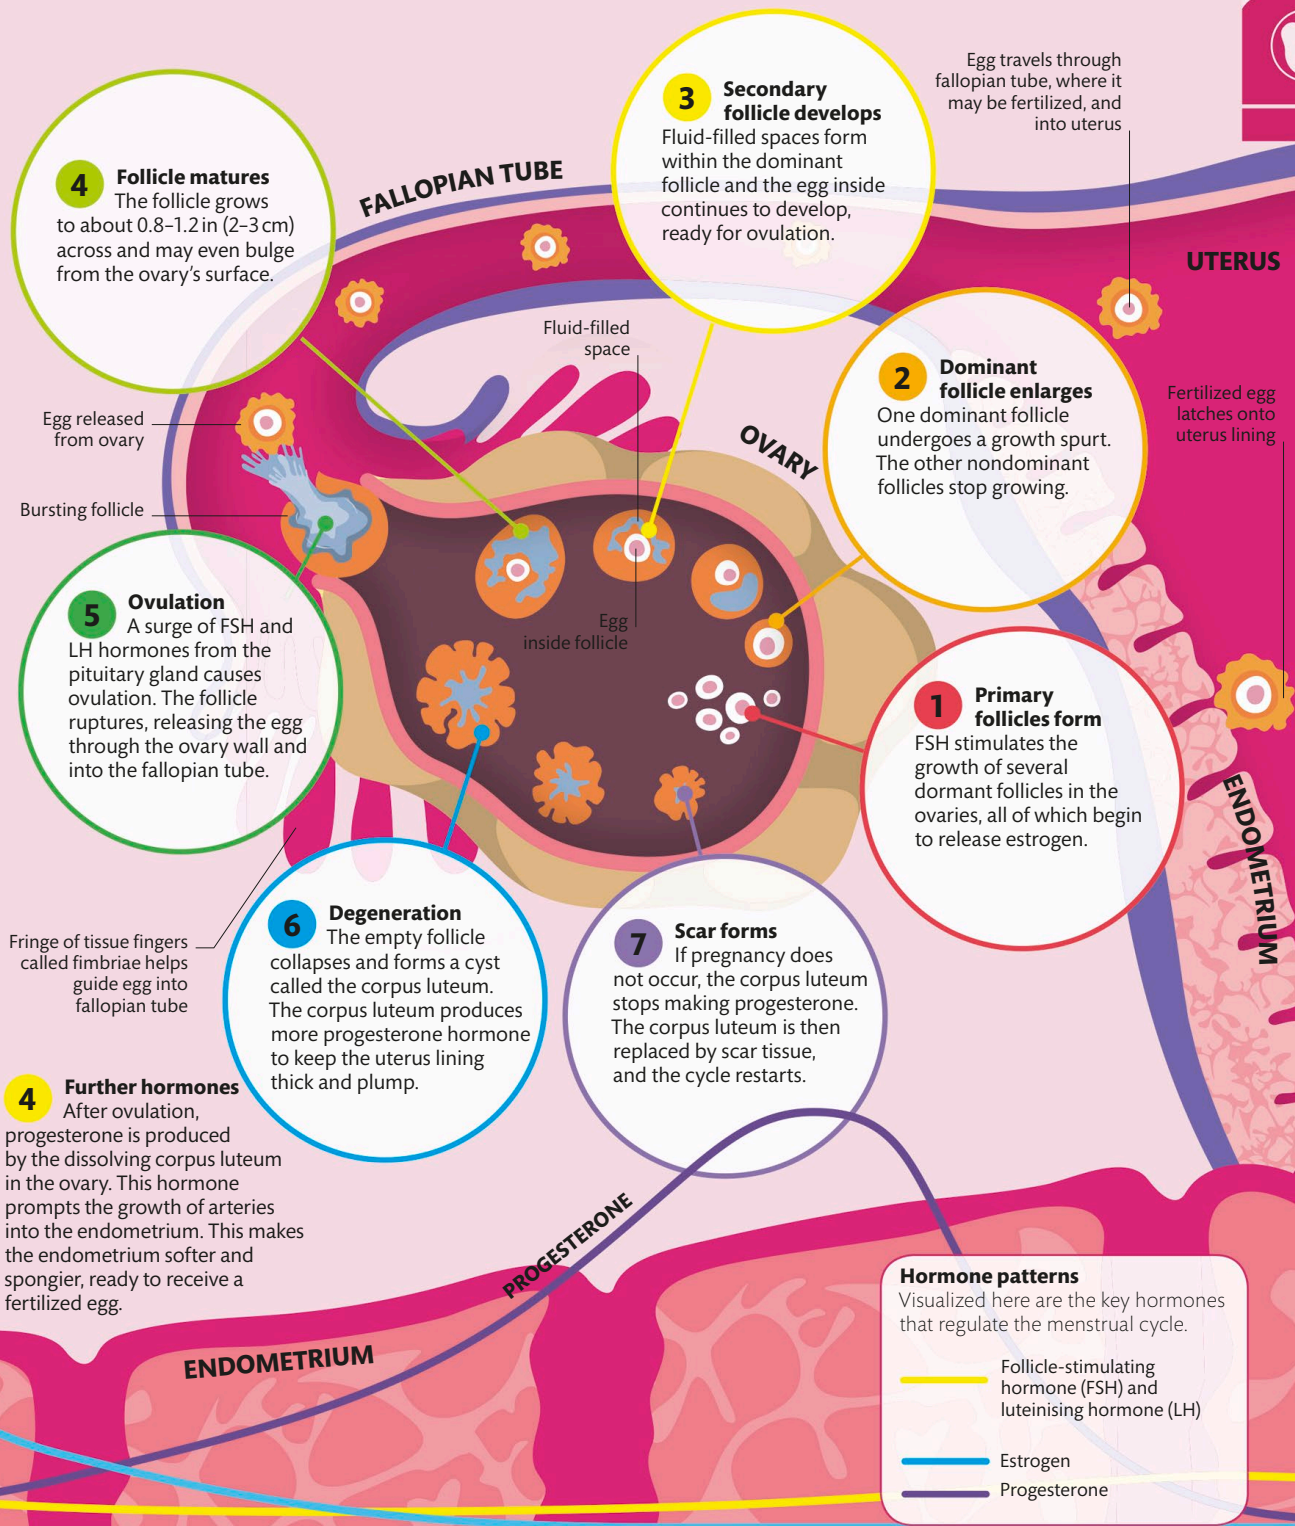 Egg travels through
fallopian tube, where it
may be fertilized, and
into uterus
3 Secondary
follicle develops
Fluid-filled spaces form
within the dominant
follicle and the egg inside
continues to develop,
ready for ovulation.
4 Follicle matures
The follicle grows
to about 0.8–1.2 in (2–3 cm)
across and may even bulge
from the ovary's surface.
FALLOPIAN TUBE
UTERUS
Fluid-filled
space
2 Dominant
follicle enlarges
One dominant follicle
undergoes a growth spurt.
The other nondominant
follicles stop growing.
Fertilized egg
latches onto
uterus lining
Egg released
from ovary
OVARY
Bursting follicle
5 Ovulation
A surge of FSH and
LH hormones from the
pituitary gland causes
ovulation. The follicle
ruptures, releasing the egg
through the ovary wall and
into the fallopian tube.
Egg
inside follicle
1 Primary
follicles form
FSH stimulates the
growth of several
dormant follicles in the
ovaries, all of which begin
to release estrogen.
ENDOMETRIUM
Fringe of tissue fingers
called fimbriae helps
guide egg into
fallopian tube
6 Degeneration
The empty follicle
collapses and forms a cyst
called the corpus luteum.
The corpus luteum produces
more progesterone hormone
to keep the uterus lining
thick and plump.
7 Scar forms
If pregnancy does
not occur, the corpus luteum
stops making progesterone.
The corpus luteum is then
replaced by scar tissue,
and the cycle restarts.
4 Further hormones
After ovulation,
progesterone is produced
by the dissolving corpus luteum
in the ovary. This hormone
prompts the growth of arteries
into the endometrium. This makes
the endometrium softer and
spongier, ready to receive a
fertilized egg.
PROGESTERONE
ENDOMETRIUM
Hormone patterns
Visualized here are the key hormones
that regulate the menstrual cycle.
Follicle-stimulating
hormone (FSH) and
luteinising hormone (LH)
Estrogen
Progesterone